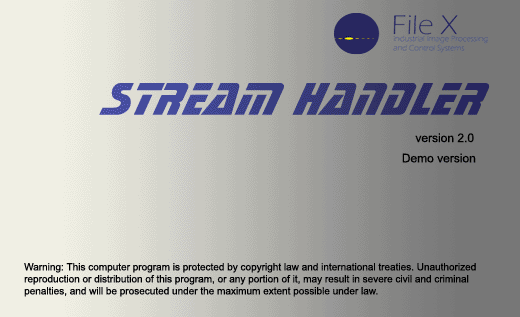 File X
Industrial Image Processing
and Control Systems
STREAM HANDLER
version 2.0
Demo version
Warning: This computer program is protected by copyright law and international treaties. Unauthorized
reproduction or distribution of this program, or any portion of it, may result in severe civil and criminal
penalties, and will be prosecuted under the maximum extent possible under law.